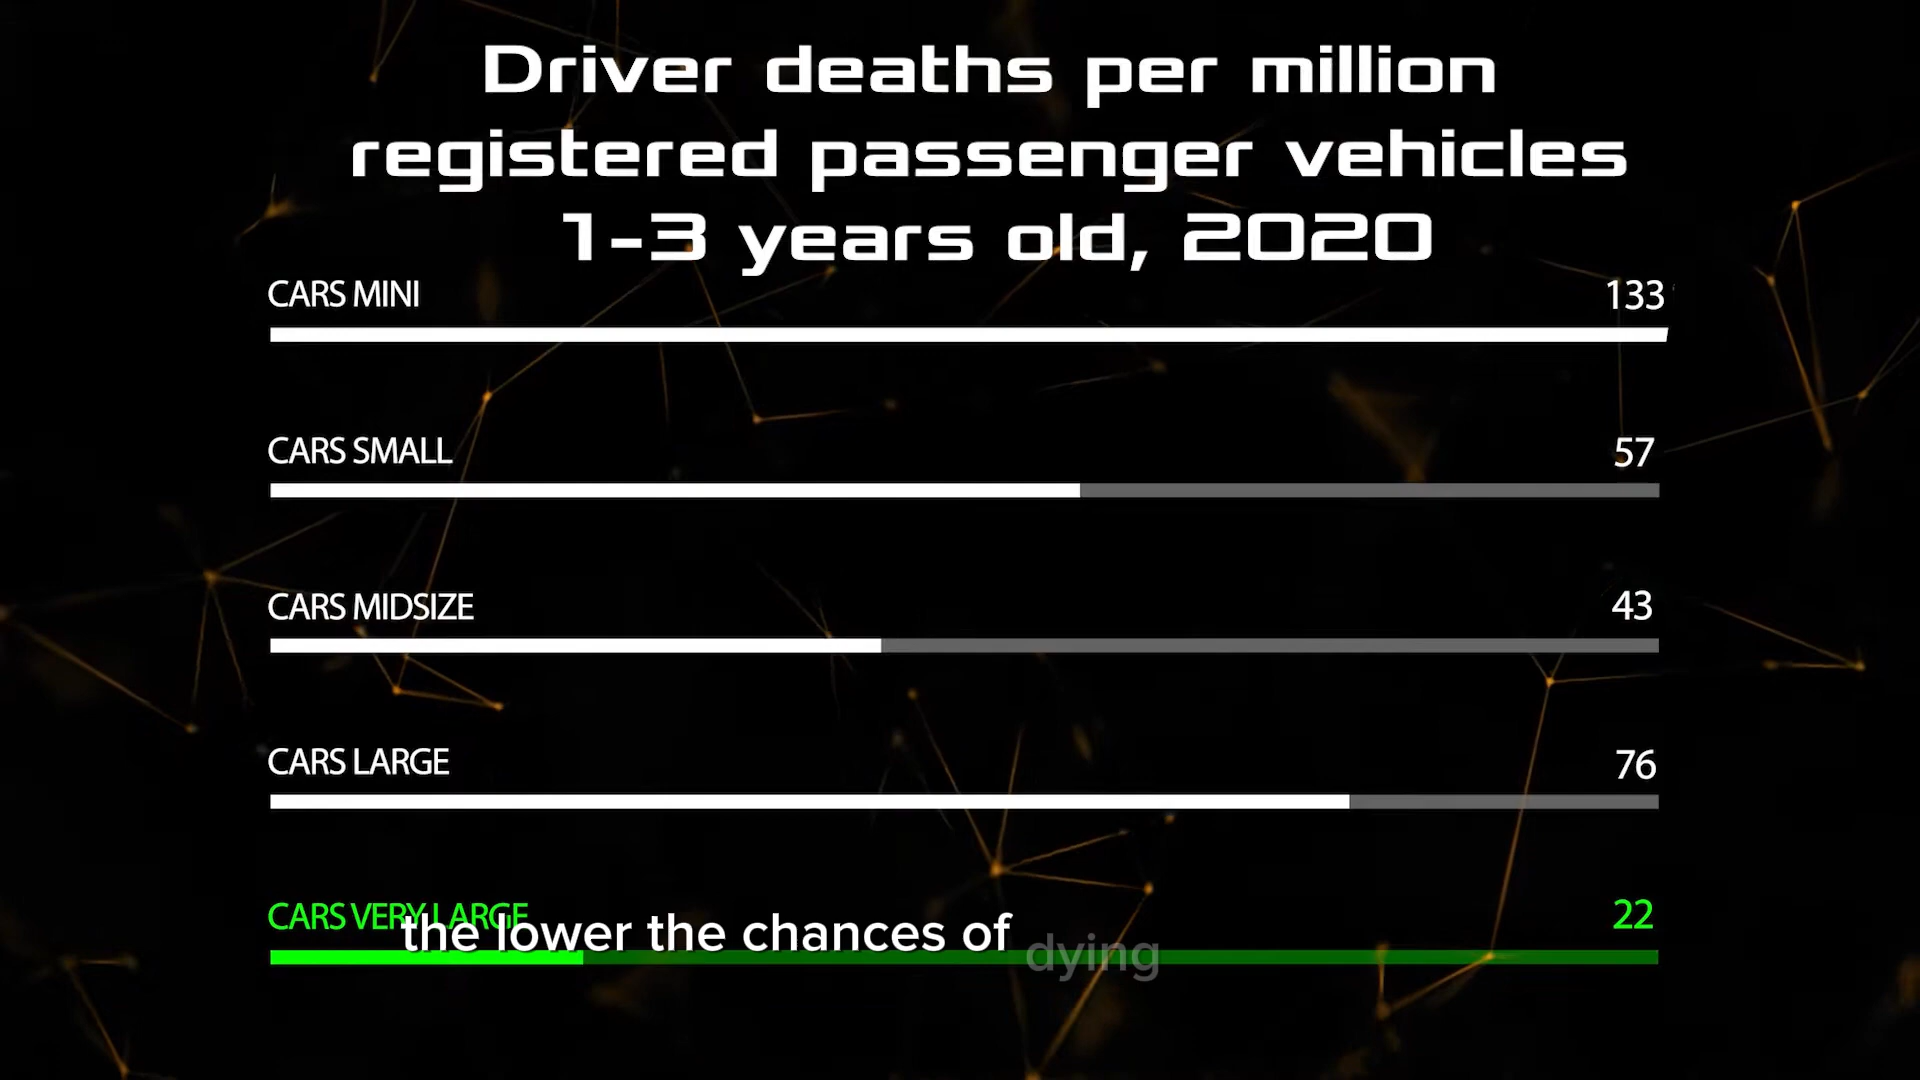 Driver deaths per million
registered passenger vehicles
1-3 years old, 2020
CARS MINI 133
CARS SMALL 57
CARS MIDSIZE 43
CARS LARGE 76
CARS VERY LARGE 22
the lower the chances of dying